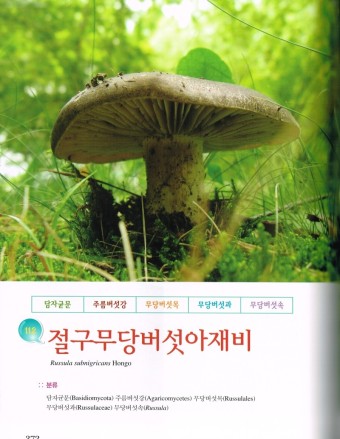 담자균문 주름버섯강 무당버섯목 무당버섯과 무당버섯속
절구무당버섯아재비
Russula subnigricans Hongo
:: 분류
담자균문(Basidiomycota) 주름버섯강(Agaricomycetes) 무당버섯목(Russulales)
무당버섯과(Russulaceae) 무당버섯속(Russula)